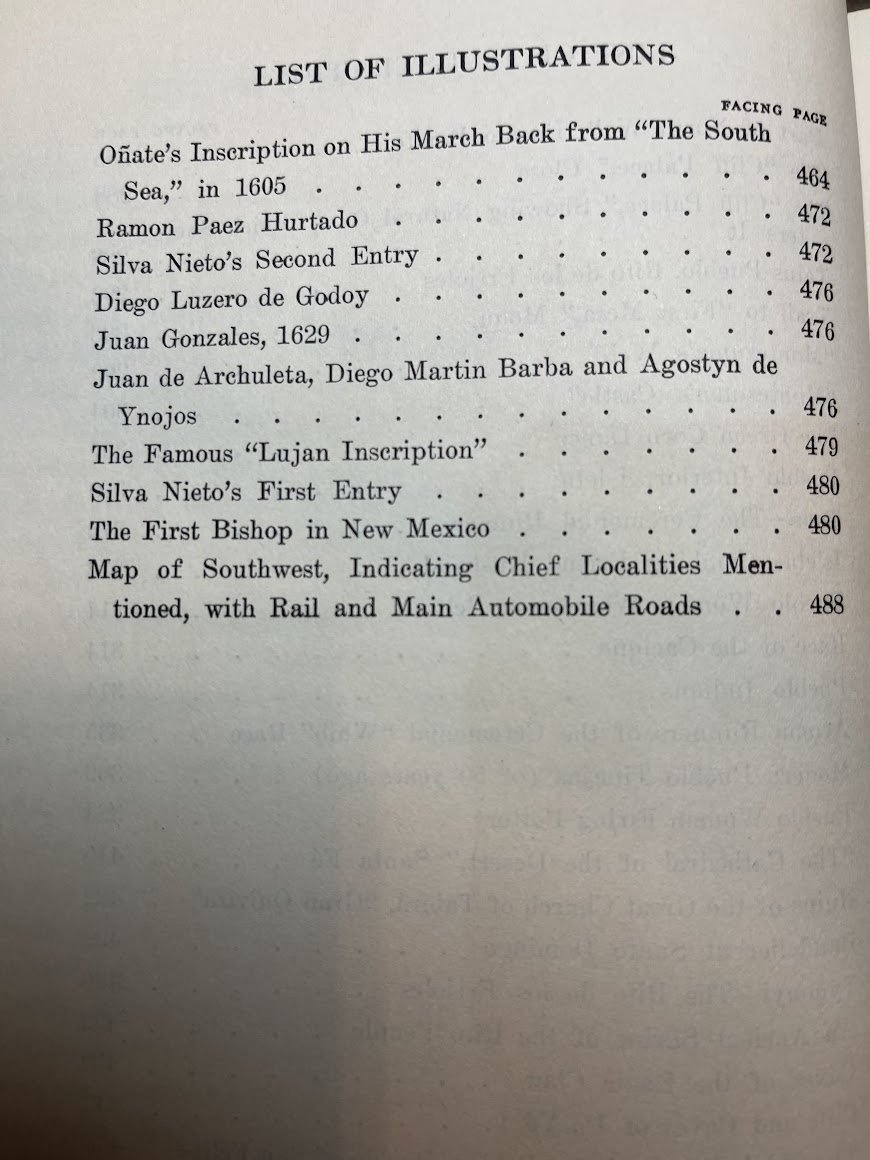 LIST OF ILLUSTRATIONS
FACING PAGE
Oñate's Inscription on His March Back from “The South
Sea,” in 1605 . . . . . . . . . . . . 464
Ramon Paez Hurtado . . . . . . . . . . 472
Silva Nieto's Second Entry . . . . . . . . . 472
Diego Luzero de Godoy . . . . . . . . . . 476
Juan Gonzales, 1629 . . . . . . . . . . . 476
Juan de Archuleta, Diego Martin Barba and Agostyn de
Ynojos . . . . . . . . . . . . . . 476
The Famous “Lujan Inscription” . . . . . . . 479
Silva Nieto's First Entry . . . . . . . . . 480
The First Bishop in New Mexico . . . . . . . 480
Map of Southwest, Indicating Chief Localities Men-
tioned, with Rail and Main Automobile Roads . . 488